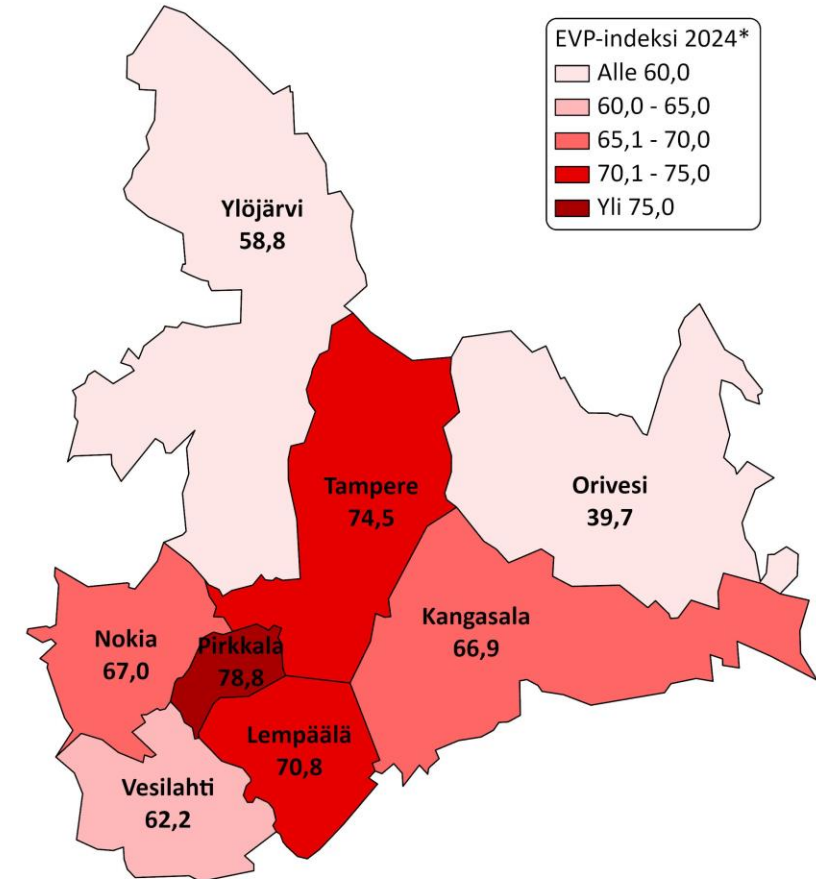 EVP-indeksi 2024*
Alle 60,0
60,0 - 65,0
65,1 - 70,0
70,1 - 75,0
Yli 75,0
Ylöjärvi
58,8
Tampere
74,5
Orivesi
39,7
Kangasala
66,9
Nokia
67,0
Pirkkala
78,8
Lempäälä
70,8
Vesilahti
62,2